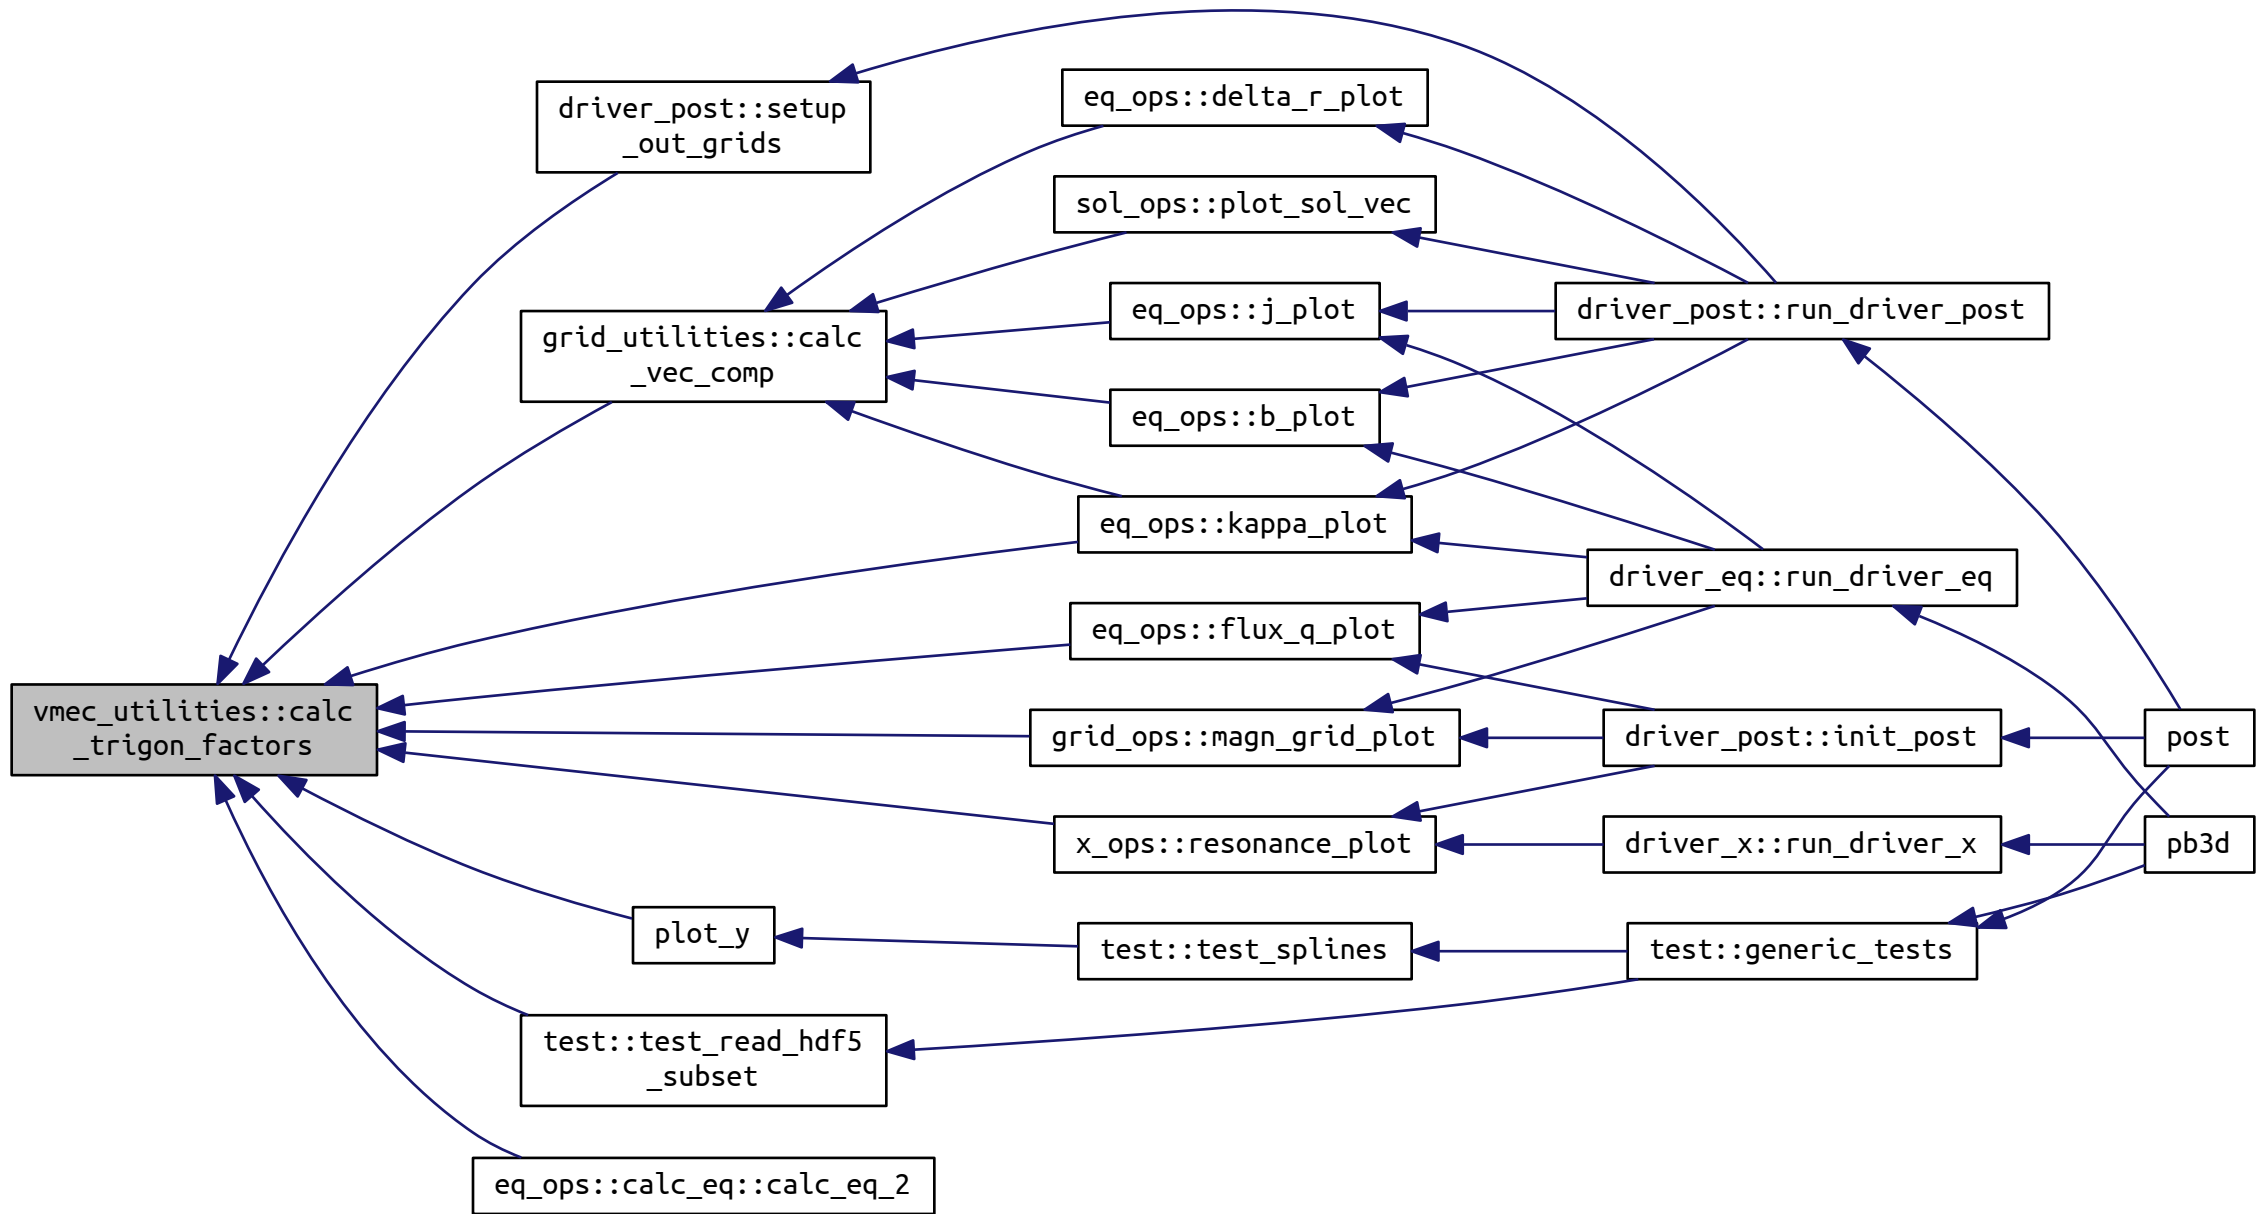 driver_post::setup
_out_grids
eq_ops::delta_r_plot
sol_ops::plot_sol_vec
grid_utilities::calc
_vec_comp
eq_ops::j_plot
driver_post::run_driver_post
eq_ops::b_plot
eq_ops::kappa_plot
driver_eq::run_driver_eq
eq_ops::flux_q_plot
vmec_utilities::calc
_trigon_factors
grid_ops::magn_grid_plot
driver_post::init_post
post
x_ops::resonance_plot
driver_x::run_driver_x
pb3d
plot_y
test::test_splines
test::generic_tests
test::test_read_hdf5
_subset
eq_ops::calc_eq::calc_eq_2